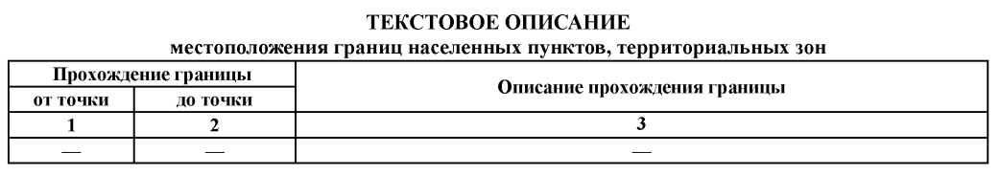 ТЕКСТОВОЕ ОПИСАНИЕ
местоположения границ населенных пунктов, территориальных зон
Прохождение границы
Описание прохождения границы
от точки до точки
1 2 3
— — —